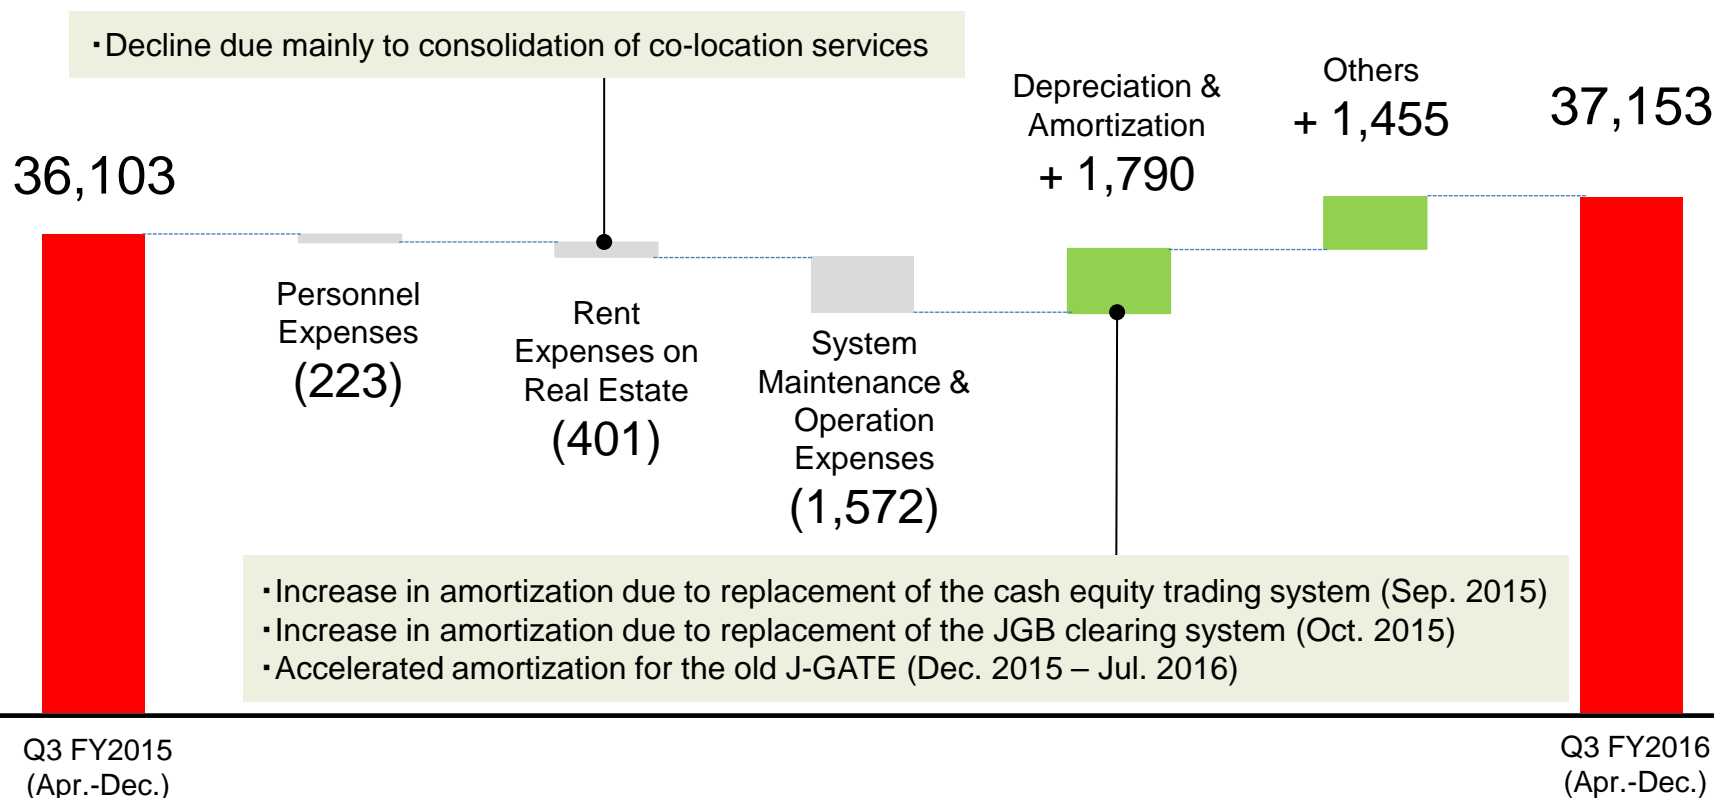 ・Decline due mainly to consolidation of co-location services
36,103
Personnel
Expenses
(223)
Rent
Expenses on
Real Estate
(401)
System
Maintenance &
Operation
Expenses
(1,572)
Depreciation &
Amortization
+ 1,790
Others
+ 1,455
37,153
・Increase in amortization due to replacement of the cash equity trading system (Sep. 2015)
・Increase in amortization due to replacement of the JGB clearing system (Oct. 2015)
・Accelerated amortization for the old J-GATE (Dec. 2015 – Jul. 2016)
Q3 FY2015
(Apr.-Dec.)
Q3 FY2016
(Apr.-Dec.)